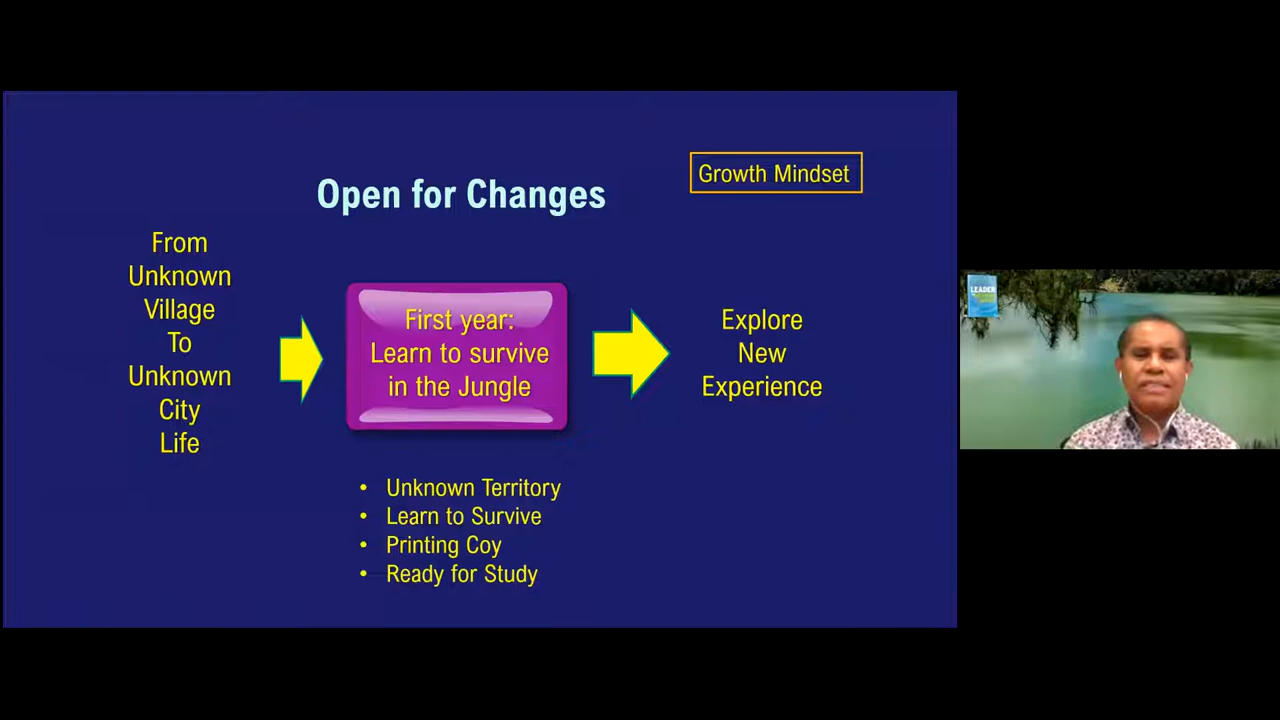 Growth Mindset
Open for Changes
From
Unknown
Village
To
Unknown
City
Life
First year:
Learn to survive
in the Jungle
Explore
New
Experience
• Unknown Territory
• Learn to Survive
• Printing Coy
• Ready for Study
LEADER